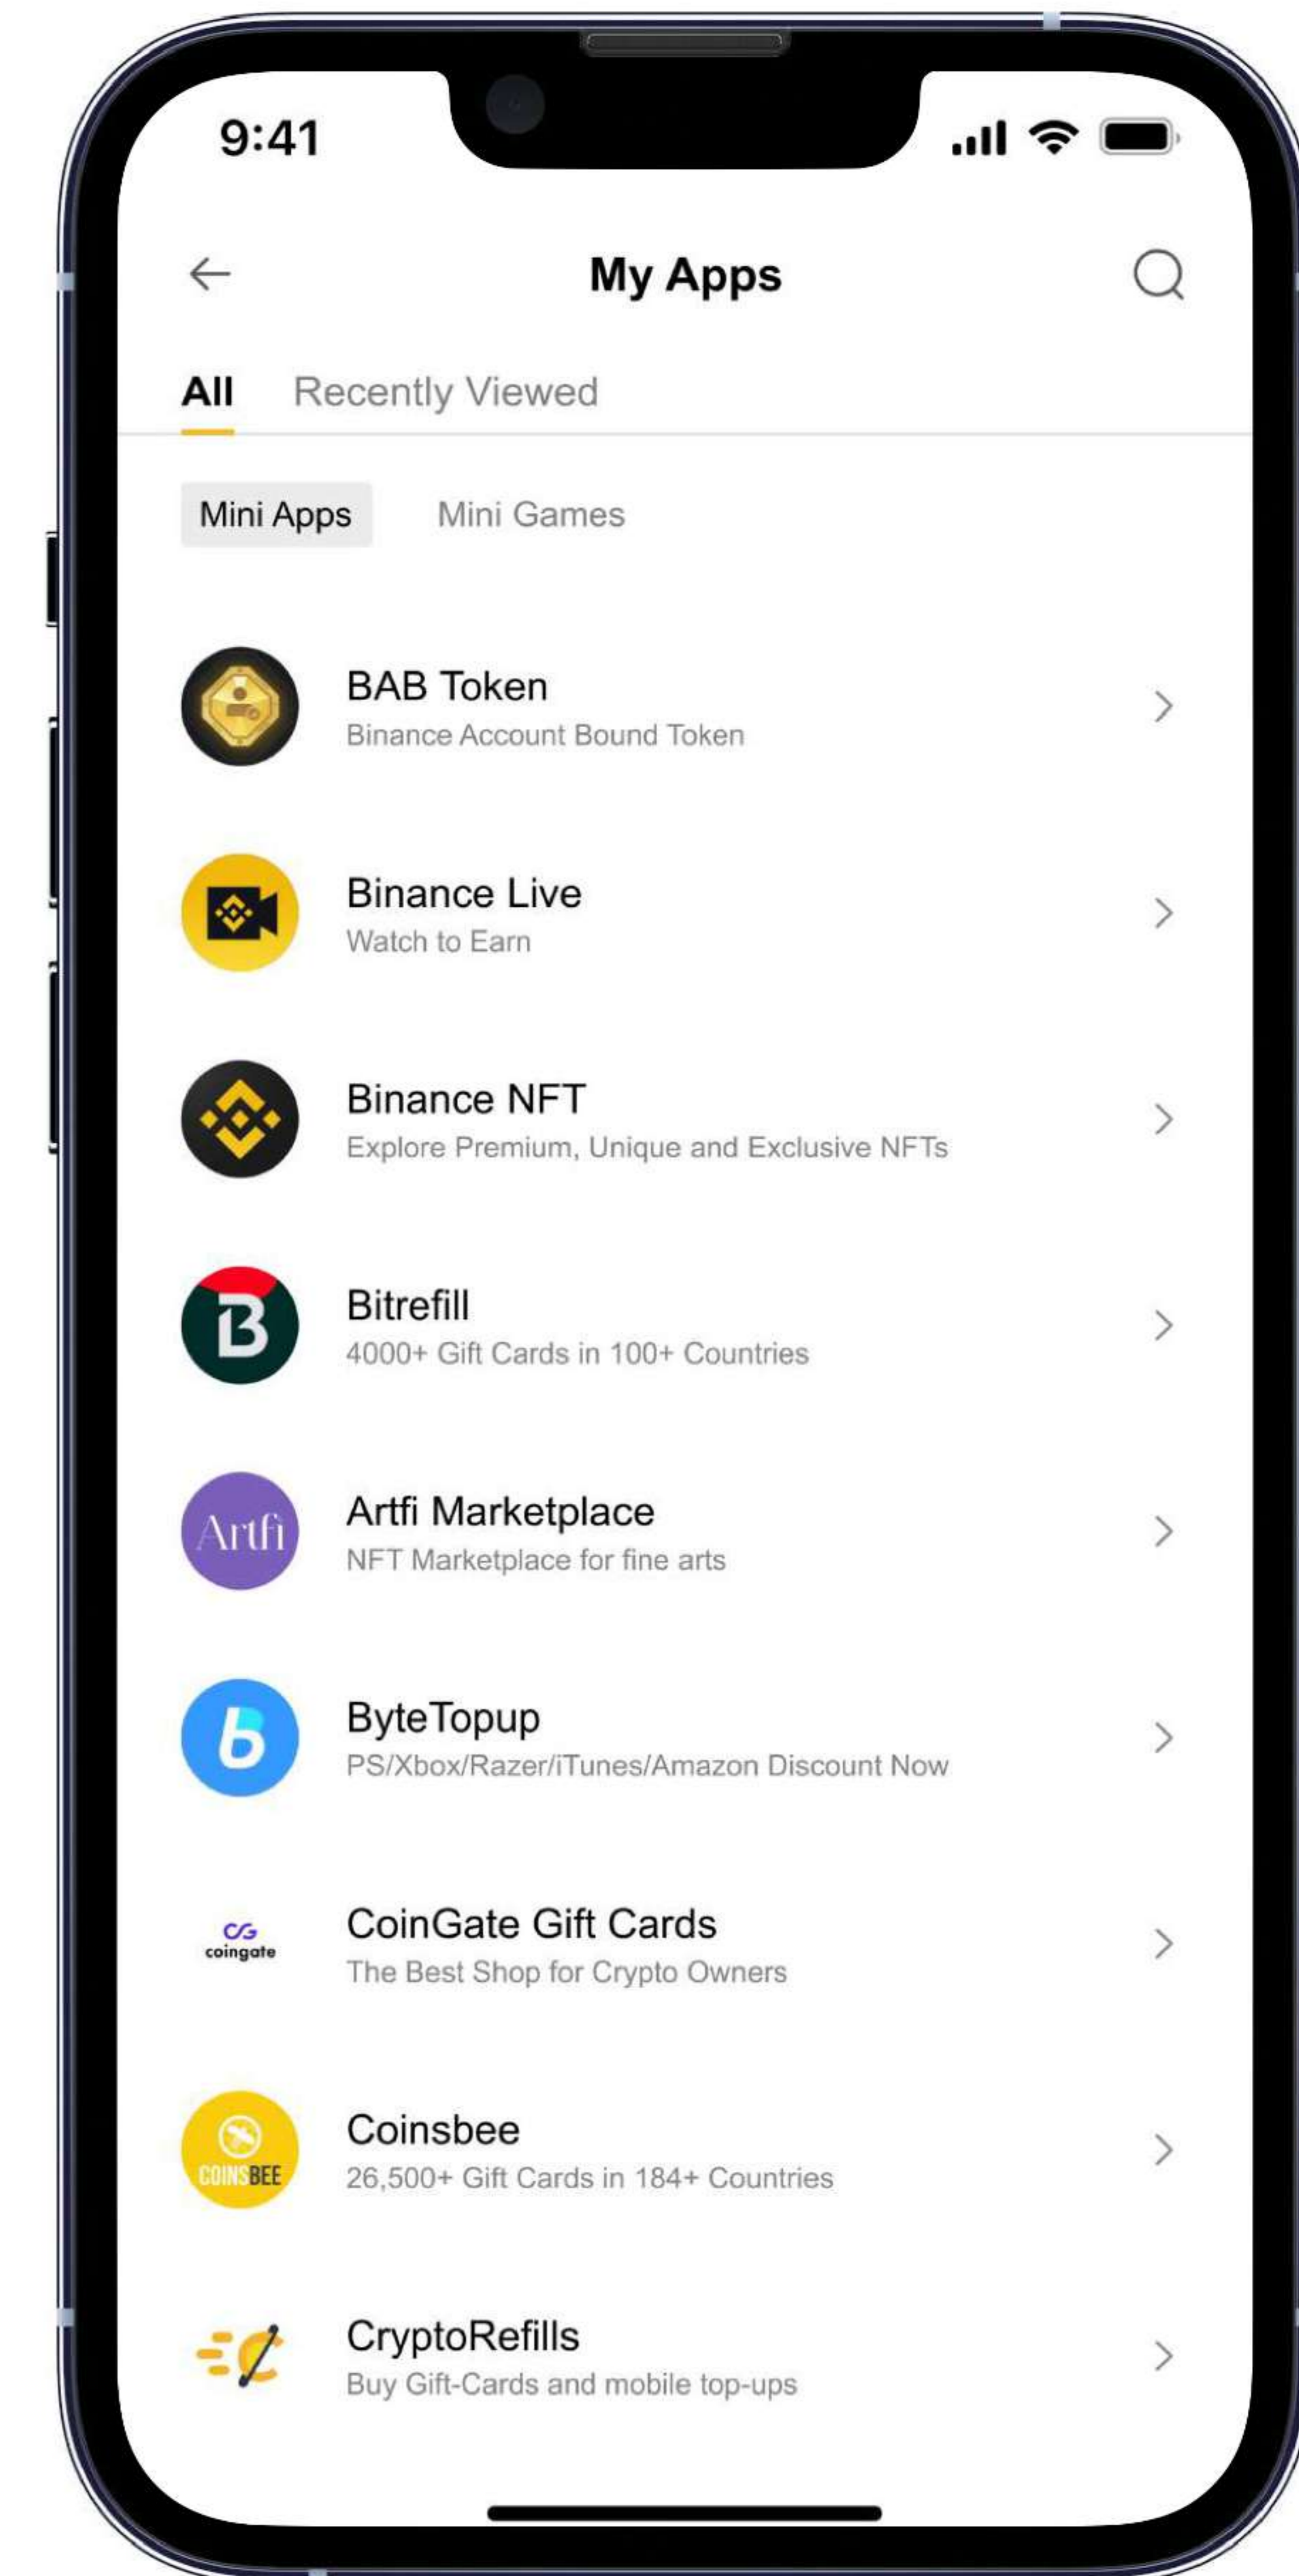 9:41
My Apps
All Recently Viewed
Mini Apps Mini Games
BAB Token
Binance Account Bound Token
Binance Live
Watch to Earn
Binance NFT
Explore Premium, Unique and Exclusive NFTs
B
Bitrefill
4000+ Gift Cards in 100+ Countries
Artfi
Artfi Marketplace
NFT Marketplace for fine arts
b
ByteTopup
PS/Xbox/Razer/iTunes/Amazon Discount Now
CG
coingate
CoinGate Gift Cards
The Best Shop for Crypto Owners
COINSBEE
Coinsbee
26,500+ Gift Cards in 184+ Countries
CryptoRefills
Buy Gift-Cards and mobile top-ups